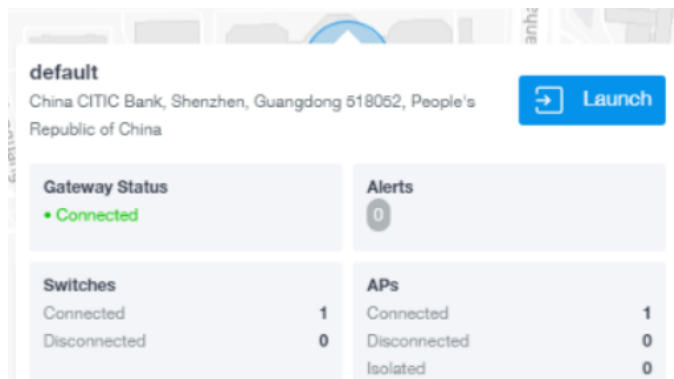 default
China CITIC Bank, Shenzhen, Guangdong 518052, People's
Republic of China
Launch
Gateway Status
• Connected
Alerts
0
Switches
Connected 1
Disconnected 0
APs
Connected 1
Disconnected 0
Isolated 0